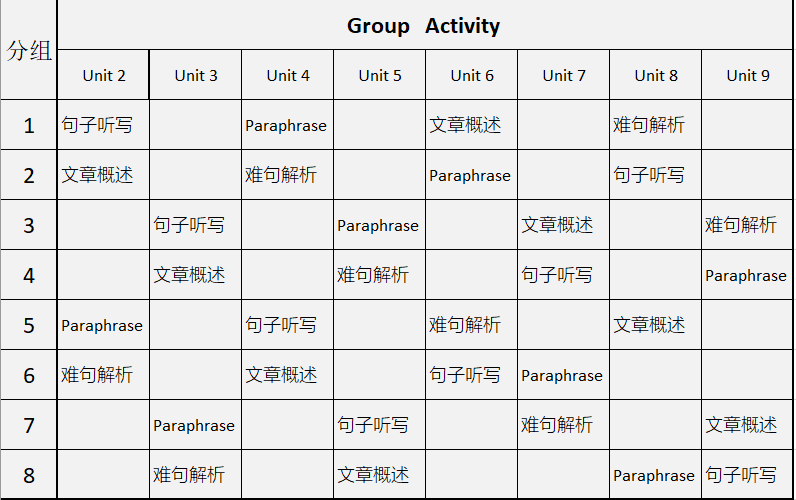 分组 Group Activity
Unit 2 Unit 3 Unit 4 Unit 5 Unit 6 Unit 7 Unit 8 Unit 9
1 句子听写 Paraphrase 文章概述 难句解析
2 文章概述 难句解析 Paraphrase 句子听写
3 句子听写 Paraphrase 文章概述 难句解析
4 文章概述 难句解析 句子听写 Paraphrase
5 Paraphrase 句子听写 难句解析 文章概述
6 难句解析 文章概述 句子听写 Paraphrase
7 Paraphrase 句子听写 难句解析 文章概述
8 难句解析 文章概述 Paraphrase 句子听写